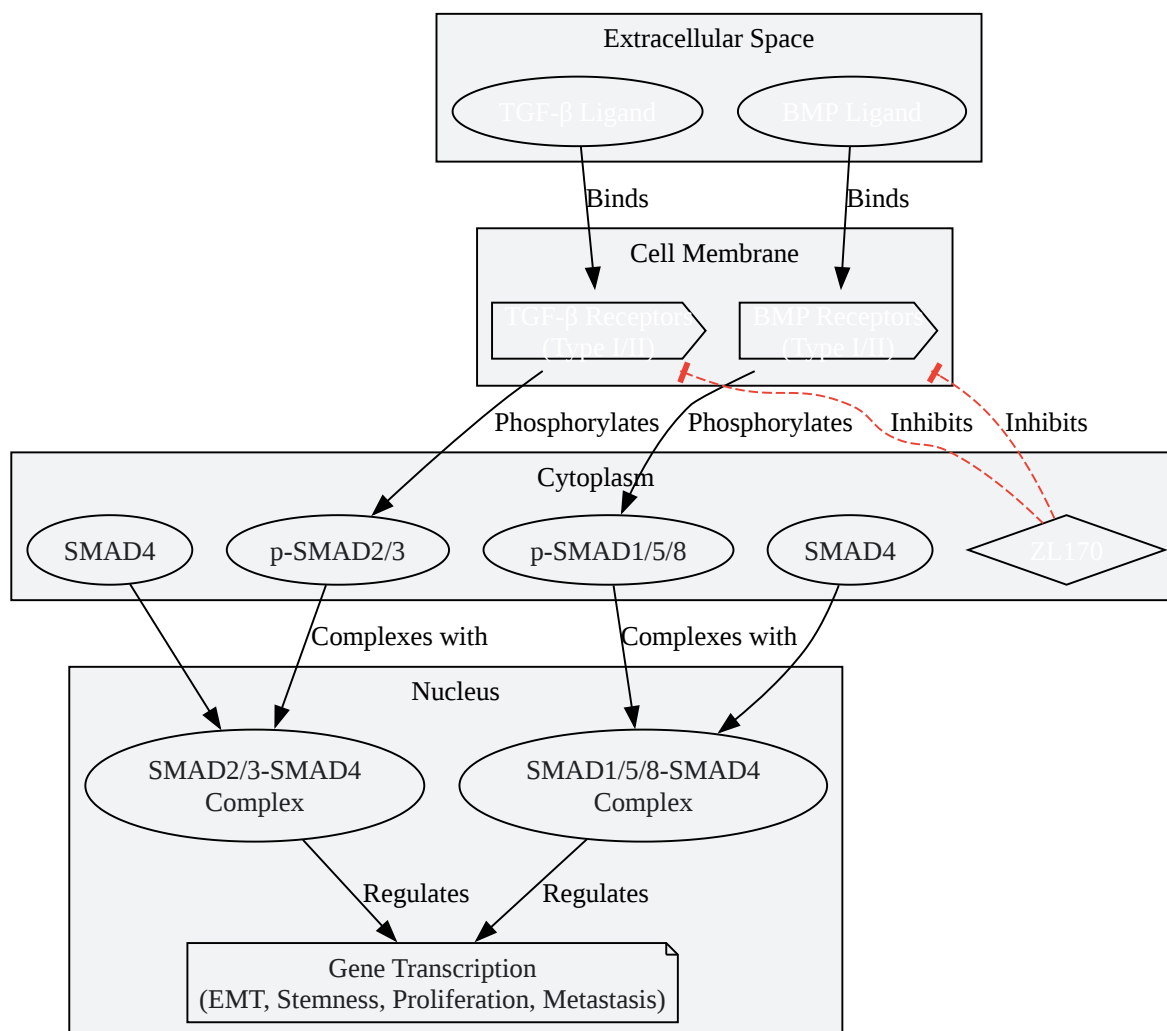 Extracellular Space
TGF-β Ligand
BMP Ligand
Binds
Binds
Cell Membrane
TGF-β Receptors
(Type I/II)
BMP Receptors
(Type I/II)
Phosphorylates
Phosphorylates
Inhibits
Inhibits
Cytoplasm
SMAD4
p-SMAD2/3
p-SMAD1/5/8
SMAD4
ZL170
Complexes with
Complexes with
Nucleus
SMAD2/3-SMAD4
Complex
SMAD1/5/8-SMAD4
Complex
Regulates
Regulates
Gene Transcription
(EMT, Stemness, Proliferation, Metastasis)